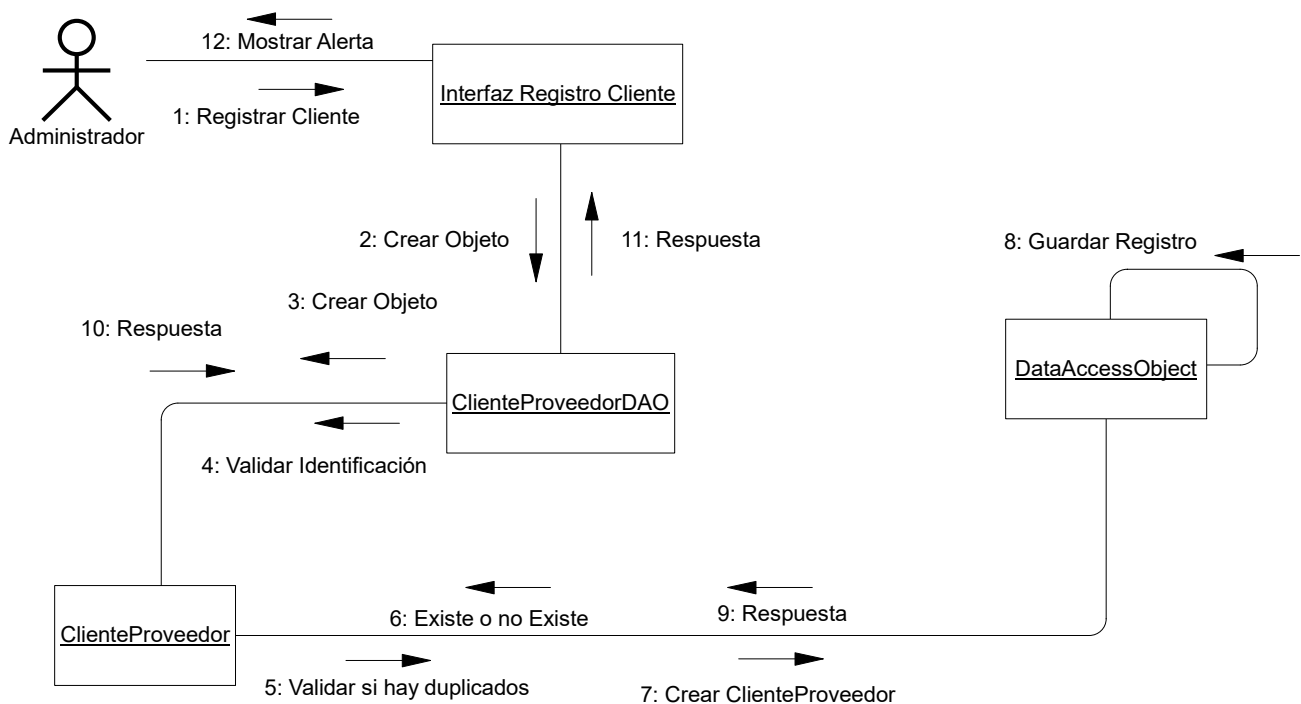 12: Mostrar Alerta
Interfaz Registro Cliente
1: Registrar Cliente
Administrador
2: Crear Objeto
11: Respuesta
8: Guardar Registro
3: Crear Objeto
10: Respuesta
DataAccessObject
ClienteProveedorDAO
4: Validar Identificación
6: Existe o no Existe
9: Respuesta
ClienteProveedor
5: Validar si hay duplicados
7: Crear ClienteProveedor